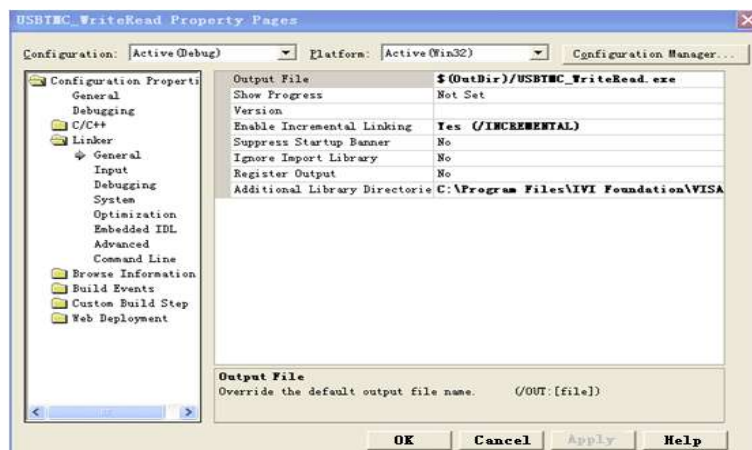 USBTMC_WriteRead Property Pages
Configuration: Active(Debug) Platform: Active(Win32) Configuration Manager...
Configuration Properti
General
Debugging
C/C++
Linker
General
Input
Debugging
System
Optimization
Embedded IDL
Advanced
Command Line
Browse Information
Build Events
Custom Build Step
Web Deployment
Output File $(OutDir)/USBTMC_WriteRead.exe
Show Progress Not Set
Version
Enable Incremental Linking Yes (/INCREMENTAL)
Suppress Startup Banner No
Ignore Import Library No
Register Output No
Additional Library Directorie C:\Program Files\IVI Foundation\VISA
Output File
Override the default output file name. (/OUT:[file])
OK Cancel Apply Help